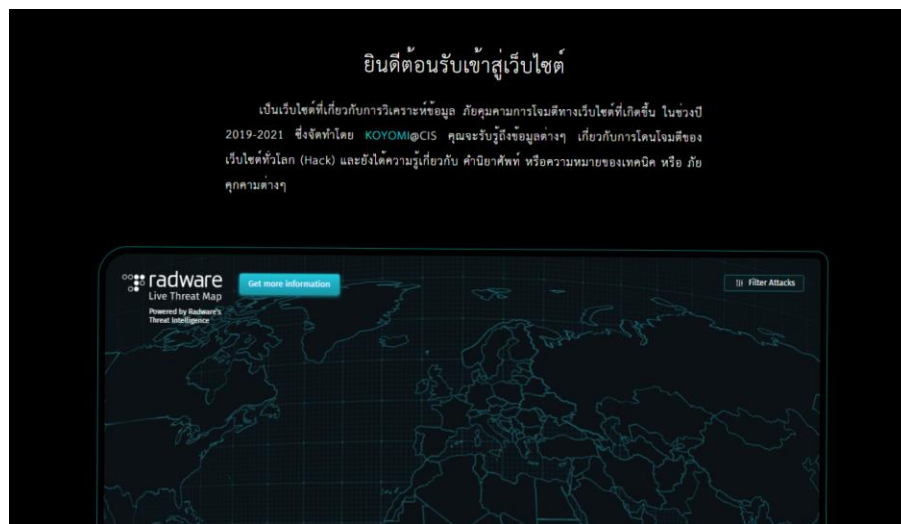 ยินดีต้อนรับเข้าสู่เว็บไซต์
เป็นเว็บไซต์ที่เกี่ยวกับการวิเคราะห์ข้อมูล ภัยคุมคามการโจมตีทางเว็บไซต์ที่เกิดขึ้น ในช่วงปี
2019-2021 ซึ่งจัดทำโดย KOYOMI@CIS คุณจะรับรู้ถึงข้อมูลต่างๆ เกี่ยวกับการโดนโจมตีของ
เว็บไซต์ทั่วโลก (Hack) และยังได้ความรู้เกี่ยวกับ คำนิยาศัพท์ หรือความหมายของเทคนิค หรือ ภัย
คุกคามต่างๆ
radware
Live Threat Map
Powered by Radware's
Threat Intelligence
Get more information
Filter Attacks